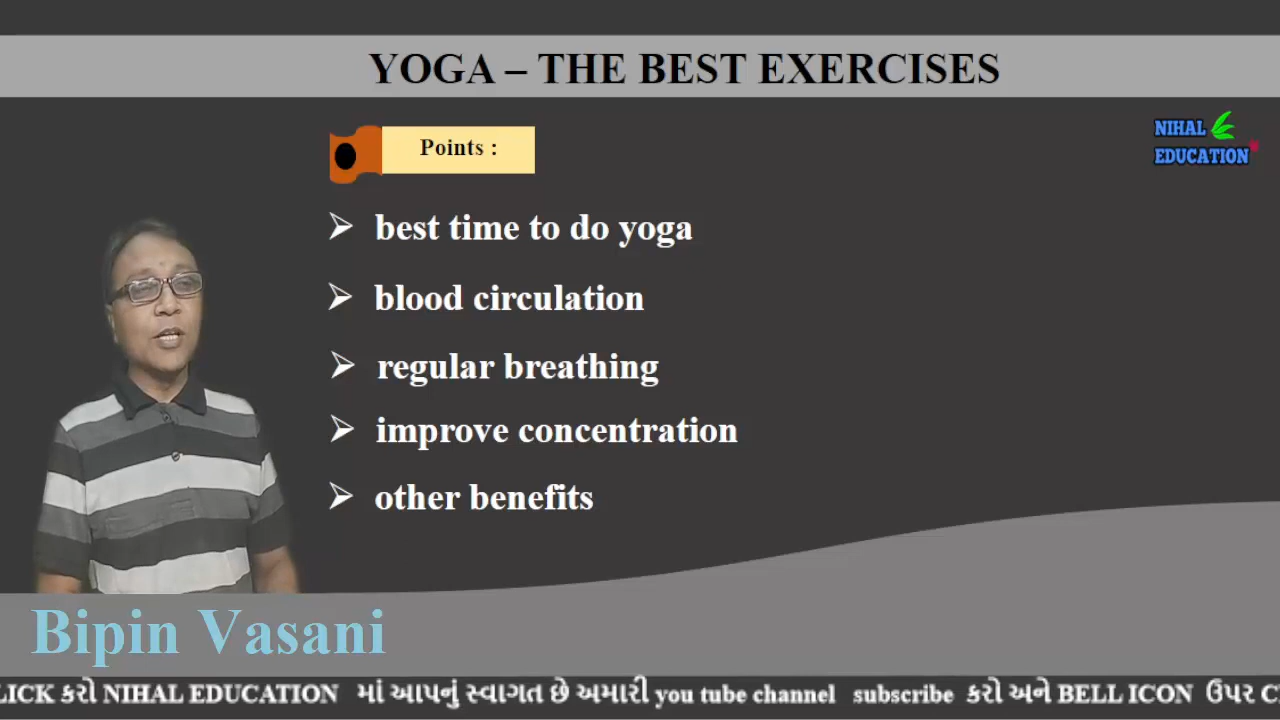 YOGA – THE BEST EXERCISES
Points :
NIHAL
EDUCATION
➢ best time to do yoga
➢ blood circulation
➢ regular breathing
➢ improve concentration
➢ other benefits
Bipin Vasani
LICK કરો NIHAL EDUCATION માં આપનું સ્વાગત છે અમારી you tube channel subscribe કરો અને BELL ICON ઉપર C